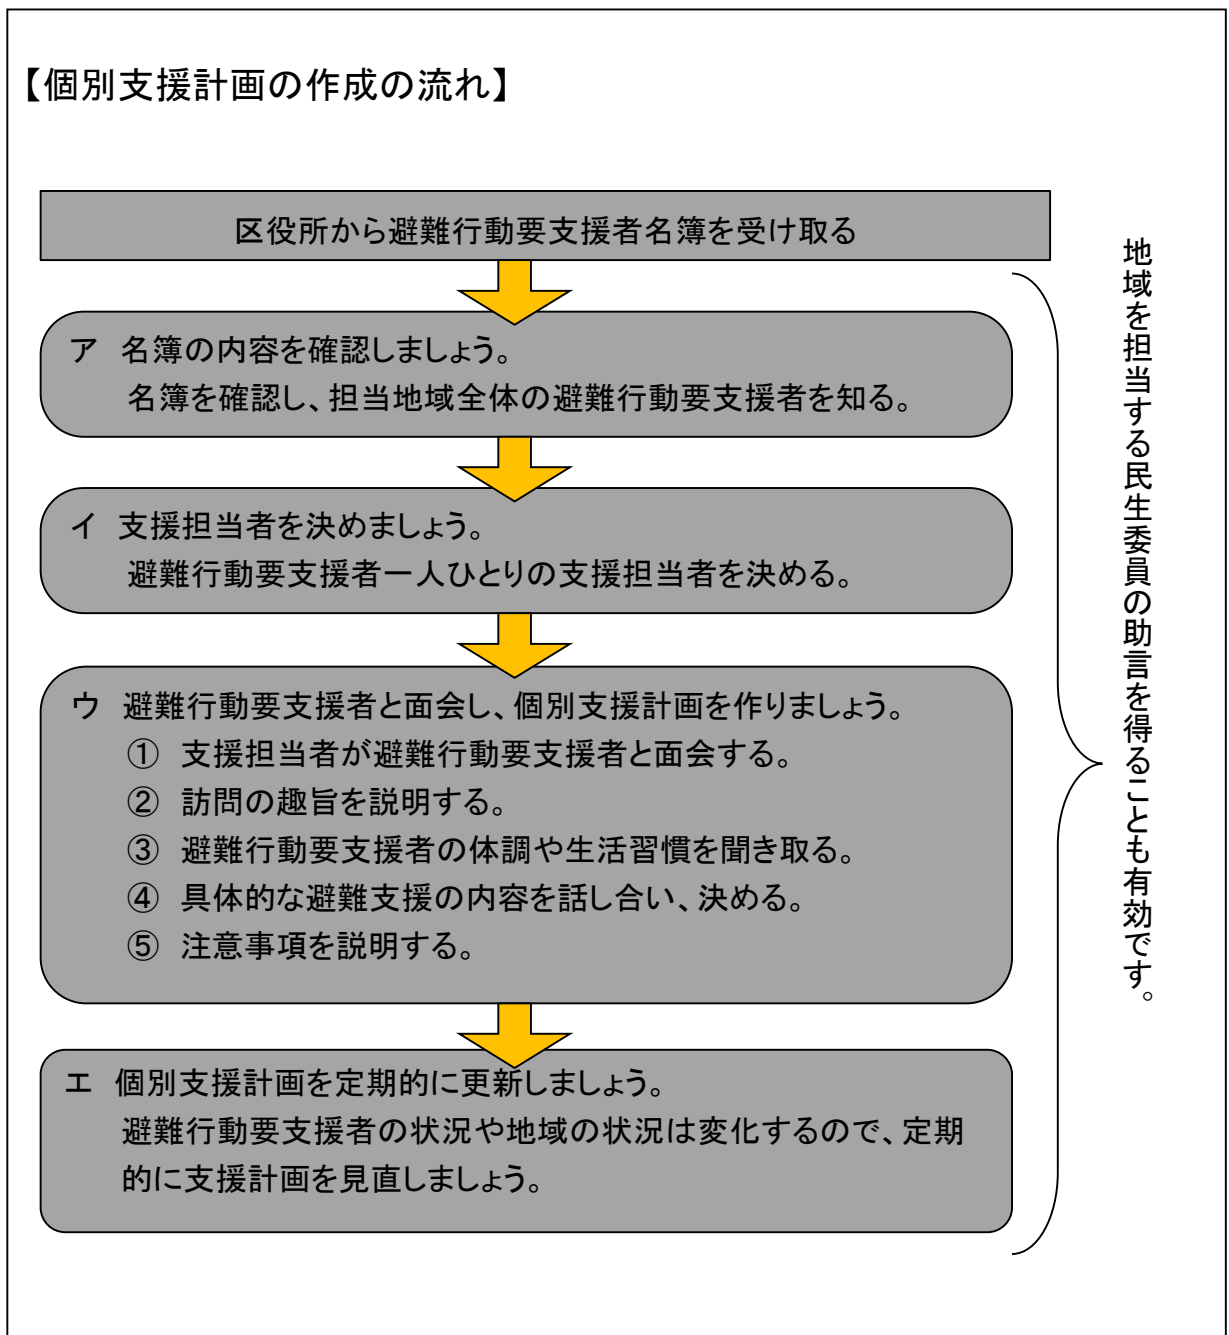 【個別支援計画の作成の流れ】
区役所から避難行動要支援者名簿を受け取る
ア 名簿の内容を確認しましょう。
名簿を確認し、担当地域全体の避難行動要支援者を知る。
イ 支援担当者を決めましょう。
避難行動要支援者一人ひとりの支援担当者を決める。
ウ 避難行動要支援者と面会し、個別支援計画を作りましょう。
① 支援担当者が避難行動要支援者と面会する。
② 訪問の趣旨を説明する。
③ 避難行動要支援者の体調や生活習慣を聞き取る。
④ 具体的な避難支援の内容を話し合い、決める。
⑤ 注意事項を説明する。
エ 個別支援計画を定期的に更新しましょう。
避難行動要支援者の状況や地域の状況は変化するので、定期
的に支援計画を見直しましょう。
地域を担当する民生委員の助言を得ることも有効です。